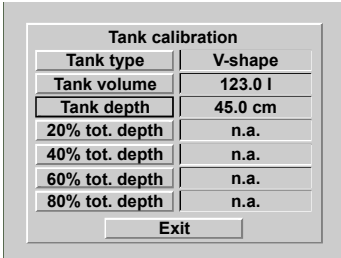 Tank calibration
Tank type V-shape
Tank volume 123.0 l
Tank depth 45.0 cm
20% tot. depth n.a.
40% tot. depth n.a.
60% tot. depth n.a.
80% tot. depth n.a.
Exit